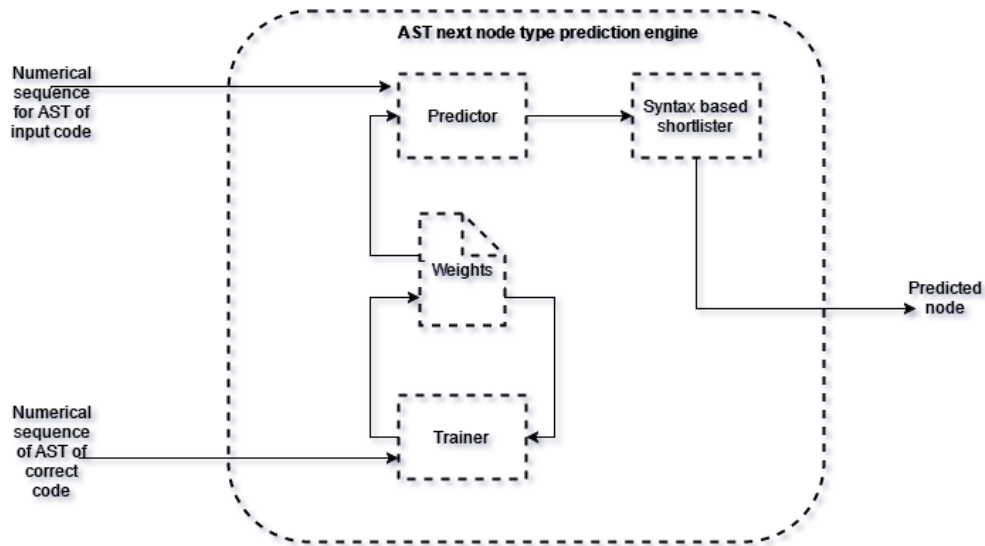 AST next node type prediction engine
Numerical
sequence
for AST of
input code
Predictor
Syntax based
shortlister
Weights
Predicted
node
Numerical
sequence
of AST of
correct
code
Trainer